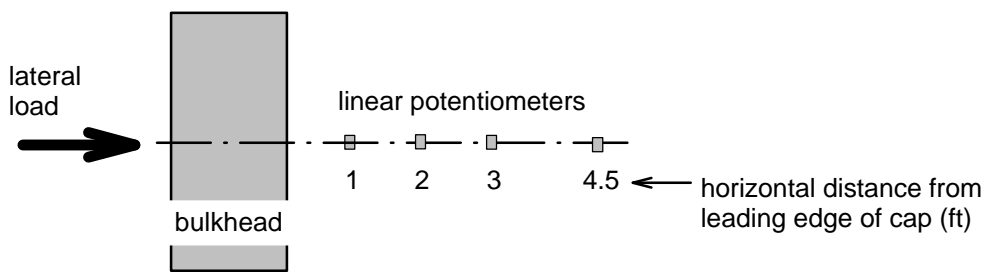 lateral
load
linear potentiometers
1 2 3 4.5
horizontal distance from
leading edge of cap (ft)
bulkhead